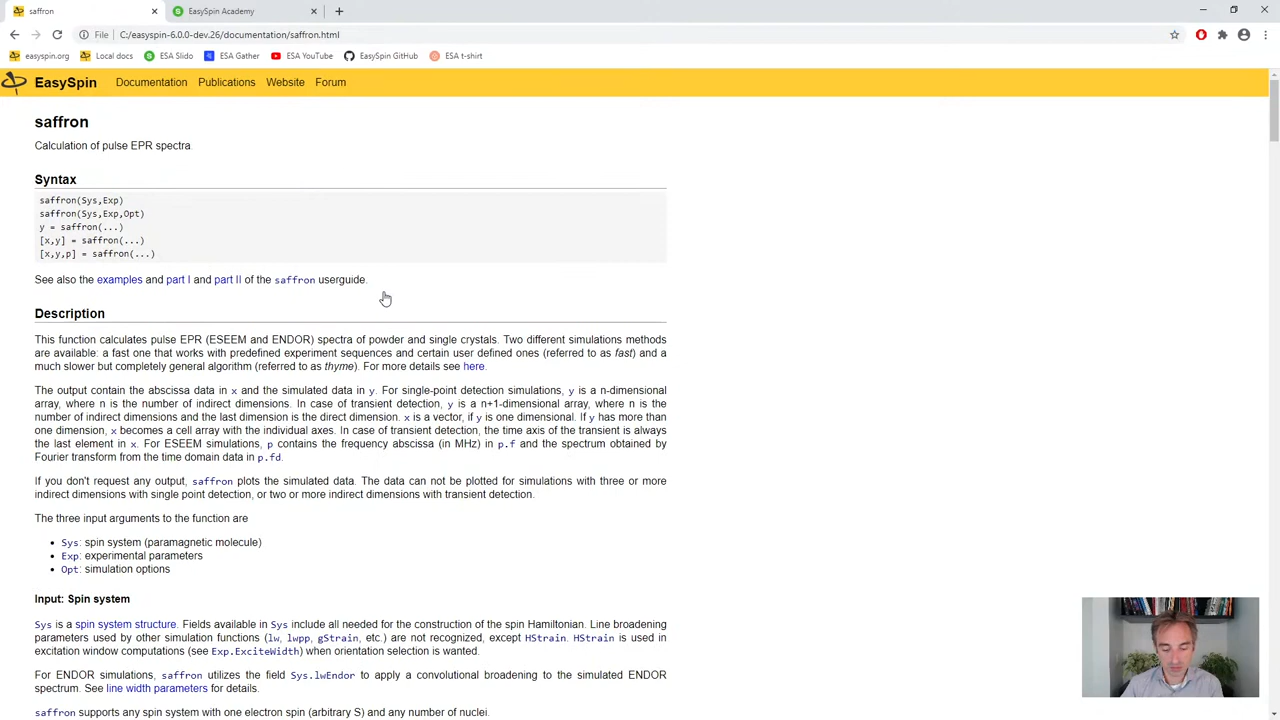 saffron
EasySpin Academy
File
C:/easyspin-6.0.0-dev.26/documentation/saffron.html
easyspin.org
Local docs
ESA Slido
ESA Gather
ESA YouTube
EasySpin GitHub
ESA t-shirt
EasySpin
Documentation
Publications
Website
Forum
saffron
Calculation of pulse EPR spectra.
Syntax
saffron(Sys,Exp)
saffron(Sys,Exp,Opt)
y = saffron(...)
[x,y] = saffron(...)
[x,y,p] = saffron(...)
See also the examples and part I and part II of the saffron userguide.
Description
This function calculates pulse EPR (ESEEM and ENDOR) spectra of powder and single crystals. Two different simulations methods
are available: a fast one that works with predefined experiment sequences and certain user defined ones (referred to as fast) and a
much slower but completely general algorithm (referred to as thyme). For more details see here.
The output contain the abscissa data in x and the simulated data in y. For single-point detection simulations, y is a n-dimensional
array, where n is the number of indirect dimensions. In case of transient detection, y is a n+1-dimensional array, where n is the
number of indirect dimensions and the last dimension is the direct dimension. x is a vector, if y is one dimensional. If y has more than
one dimension, x becomes a cell array with the individual axes. In case of transient detection, the time axis of the transient is always
the last element in x. For ESEEM simulations, p contains the frequency abscissa (in MHz) in p.f and the spectrum obtained by
Fourier transform from the time domain data in p.fd.
If you don't request any output, saffron plots the simulated data. The data can not be plotted for simulations with three or more
indirect dimensions with single point detection, or two or more indirect dimensions with transient detection.
The three input arguments to the function are
• Sys: spin system (paramagnetic molecule)
• Exp: experimental parameters
• Opt: simulation options
Input: Spin system
Sys is a spin system structure. Fields available in Sys include all needed for the construction of the spin Hamiltonian. Line broadening
parameters used by other simulation functions (lw, lwpp, gStrain, etc.) are not recognized, except HStrain. HStrain is used in
excitation window computations (see Exp.ExciteWidth) when orientation selection is wanted.
For ENDOR simulations, saffron utilizes the field Sys.lwEndor to apply a convolutional broadening to the simulated ENDOR
spectrum. See line width parameters for details.
saffron supports any spin system with one electron spin (arbitrary S) and any number of nuclei.